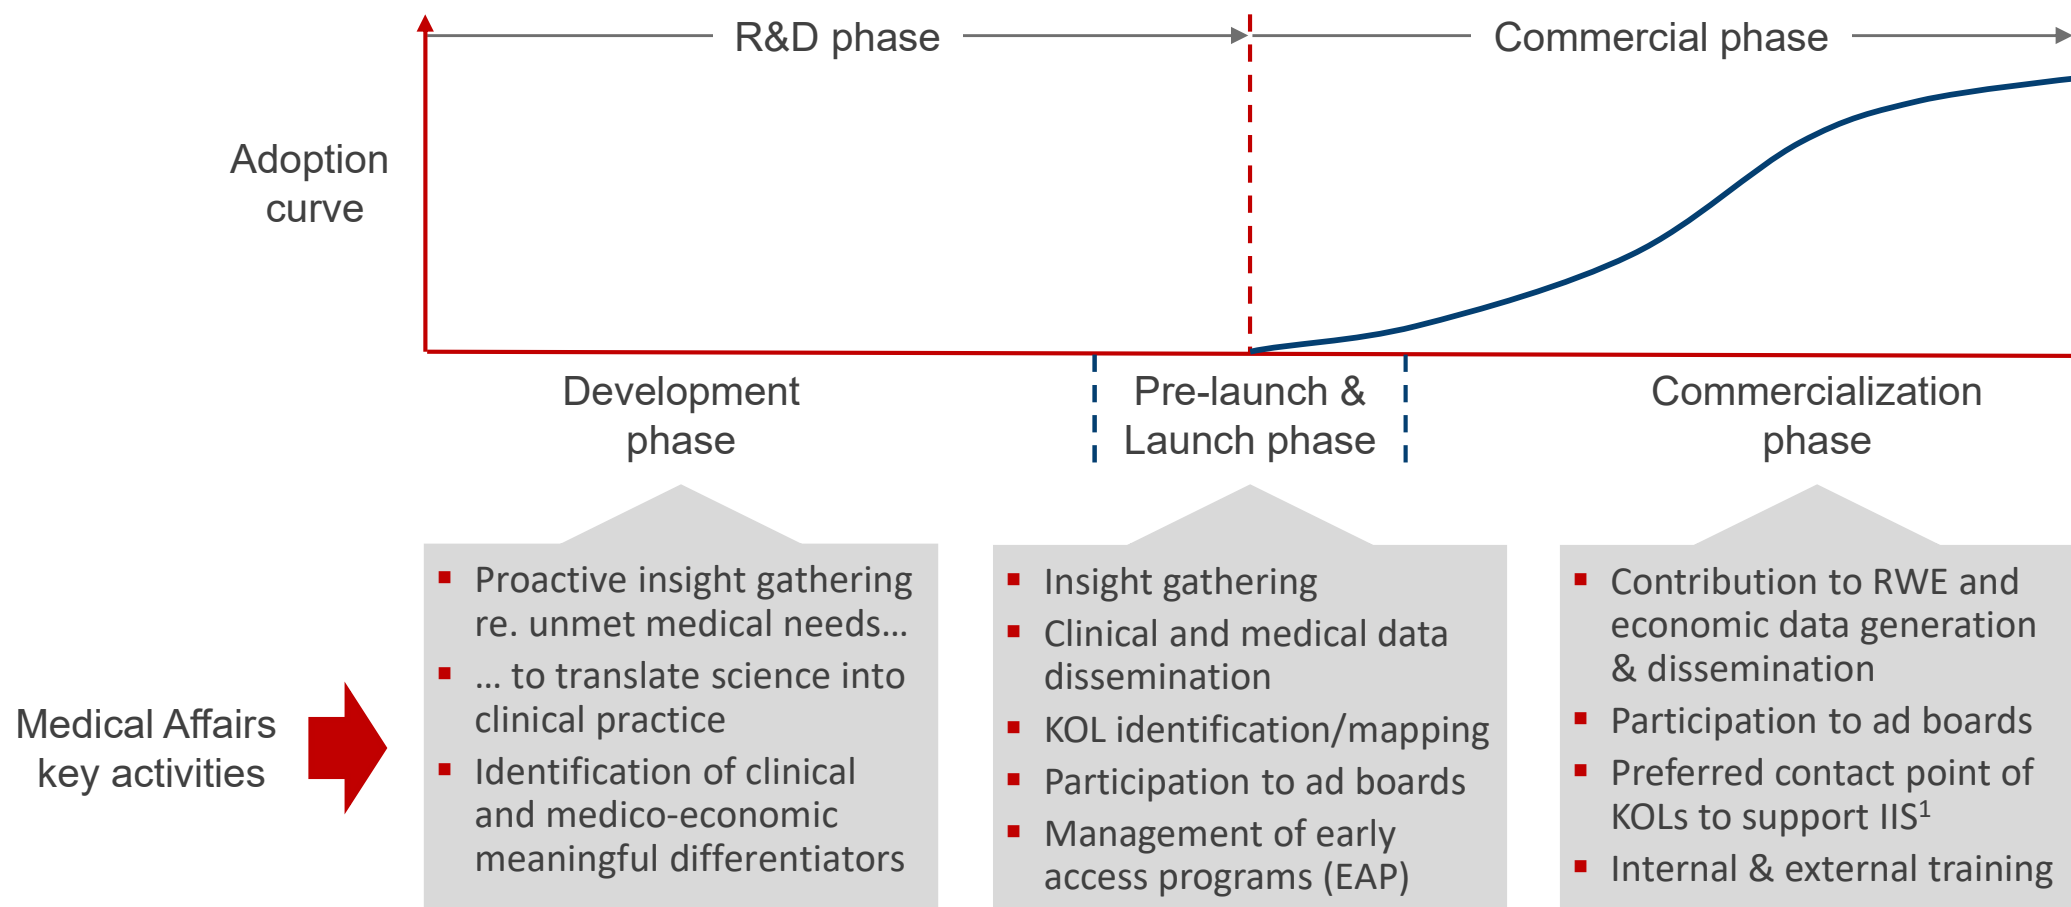 R&D phase
Commercial phase
Adoption
curve
Development
phase
Pre-launch &
Launch phase
Commercialization
phase
Medical Affairs
key activities
▪ Proactive insight gathering
re. unmet medical needs…
▪ … to translate science into
clinical practice
▪ Identification of clinical
and medico-economic
meaningful differentiators
▪ Insight gathering
▪ Clinical and medical data
dissemination
▪ KOL identification/mapping
▪ Participation to ad boards
▪ Management of early
access programs (EAP)
▪ Contribution to RWE and
economic data generation
& dissemination
▪ Participation to ad boards
▪ Preferred contact point of
KOLs to support IIS¹
▪ Internal & external training